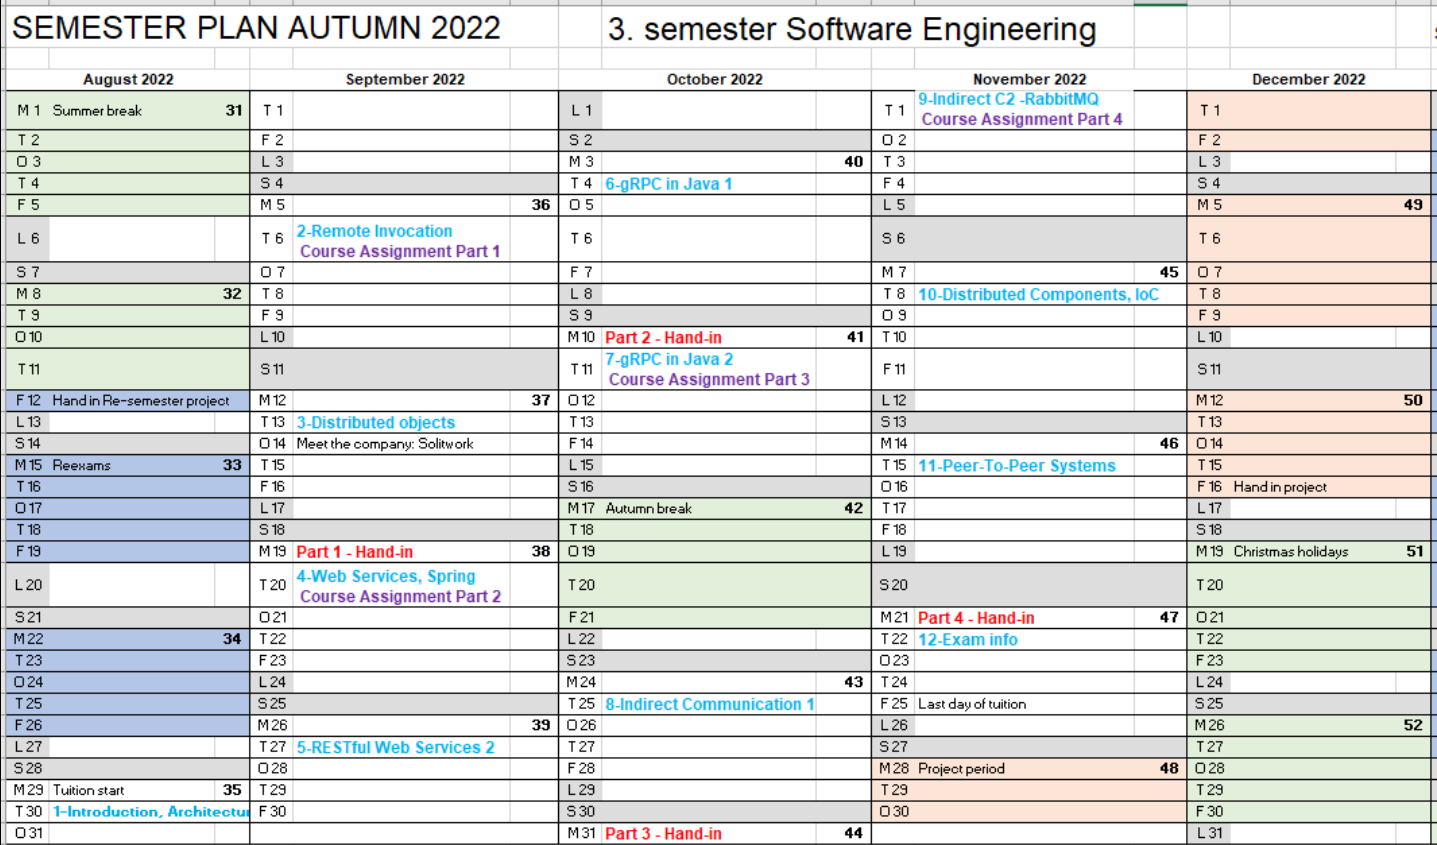 SEMESTER PLAN AUTUMN 2022
3. semester Software Engineering
August 2022
M 1 Summer break 31
T 2
O 3
T 4
F 5
L 6
S 7
M 8 32
T 9
O 10
T 11
F 12 Hand in Re-semester project
L 13
S 14
M 15 Reexams 33
T 16
O 17
T 18
F 19
L 20
S 21
M 22 34
T 23
O 24
T 25
F 26
L 27
S 28
M 29 Tuition start 35
T 30 1-Introduction, Architectur
O 31
September 2022
T 1
F 2
L 3
S 4
M 5 36
T 6 2-Remote Invocation
Course Assignment Part 1
O 7
T 8
F 9
L 10
S 11
M 12 37
T 13 3-Distributed objects
O 14 Meet the company: Solitwork
T 15
F 16
L 17
S 18
M 19 Part 1 - Hand-in 38
T 20 4-Web Services, Spring
Course Assignment Part 2
O 21
T 22
F 23
L 24
S 25
M 26 39
T 27 5-RESTful Web Services 2
O 28
T 29
F 30
October 2022
L 1
S 2
M 3 40
T 4 6-gRPC in Java 1
O 5
T 6
F 7
L 8
S 9
M 10 Part 2 - Hand-in 41
T 11 7-gRPC in Java 2
Course Assignment Part 3
O 12
T 13
F 14
L 15
S 16
M 17 Autumn break 42
T 18
O 19
T 20
F 21
L 22
S 23
M 24 43
T 25 8-Indirect Communication 1
O 26
T 27
F 28
L 29
S 30
M 31 Part 3 - Hand-in 44
November 2022
T 1 9-Indirect C2 -RabbitMQ
Course Assignment Part 4
O 2
T 3
F 4
L 5
S 6
M 7 45
T 8 10-Distributed Components, IoC
O 9
T 10
F 11
L 12
S 13
M 14 46
T 15 11-Peer-To-Peer Systems
O 16
T 17
F 18
L 19
S 20
M 21 Part 4 - Hand-in 47
T 22 12-Exam info
O 23
T 24
F 25 Last day of tuition
L 26
S 27
M 28 Project period 48
T 29
O 30
December 2022
T 1
F 2
L 3
S 4
M 5 49
T 6
O 7
T 8
F 9
L 10
S 11
M 12 50
T 13
O 14
T 15
F 16 Hand in project
L 17
S 18
M 19 Christmas holidays 51
T 20
O 21
T 22
F 23
L 24
S 25
M 26 52
T 27
O 28
T 29
F 30
L 31